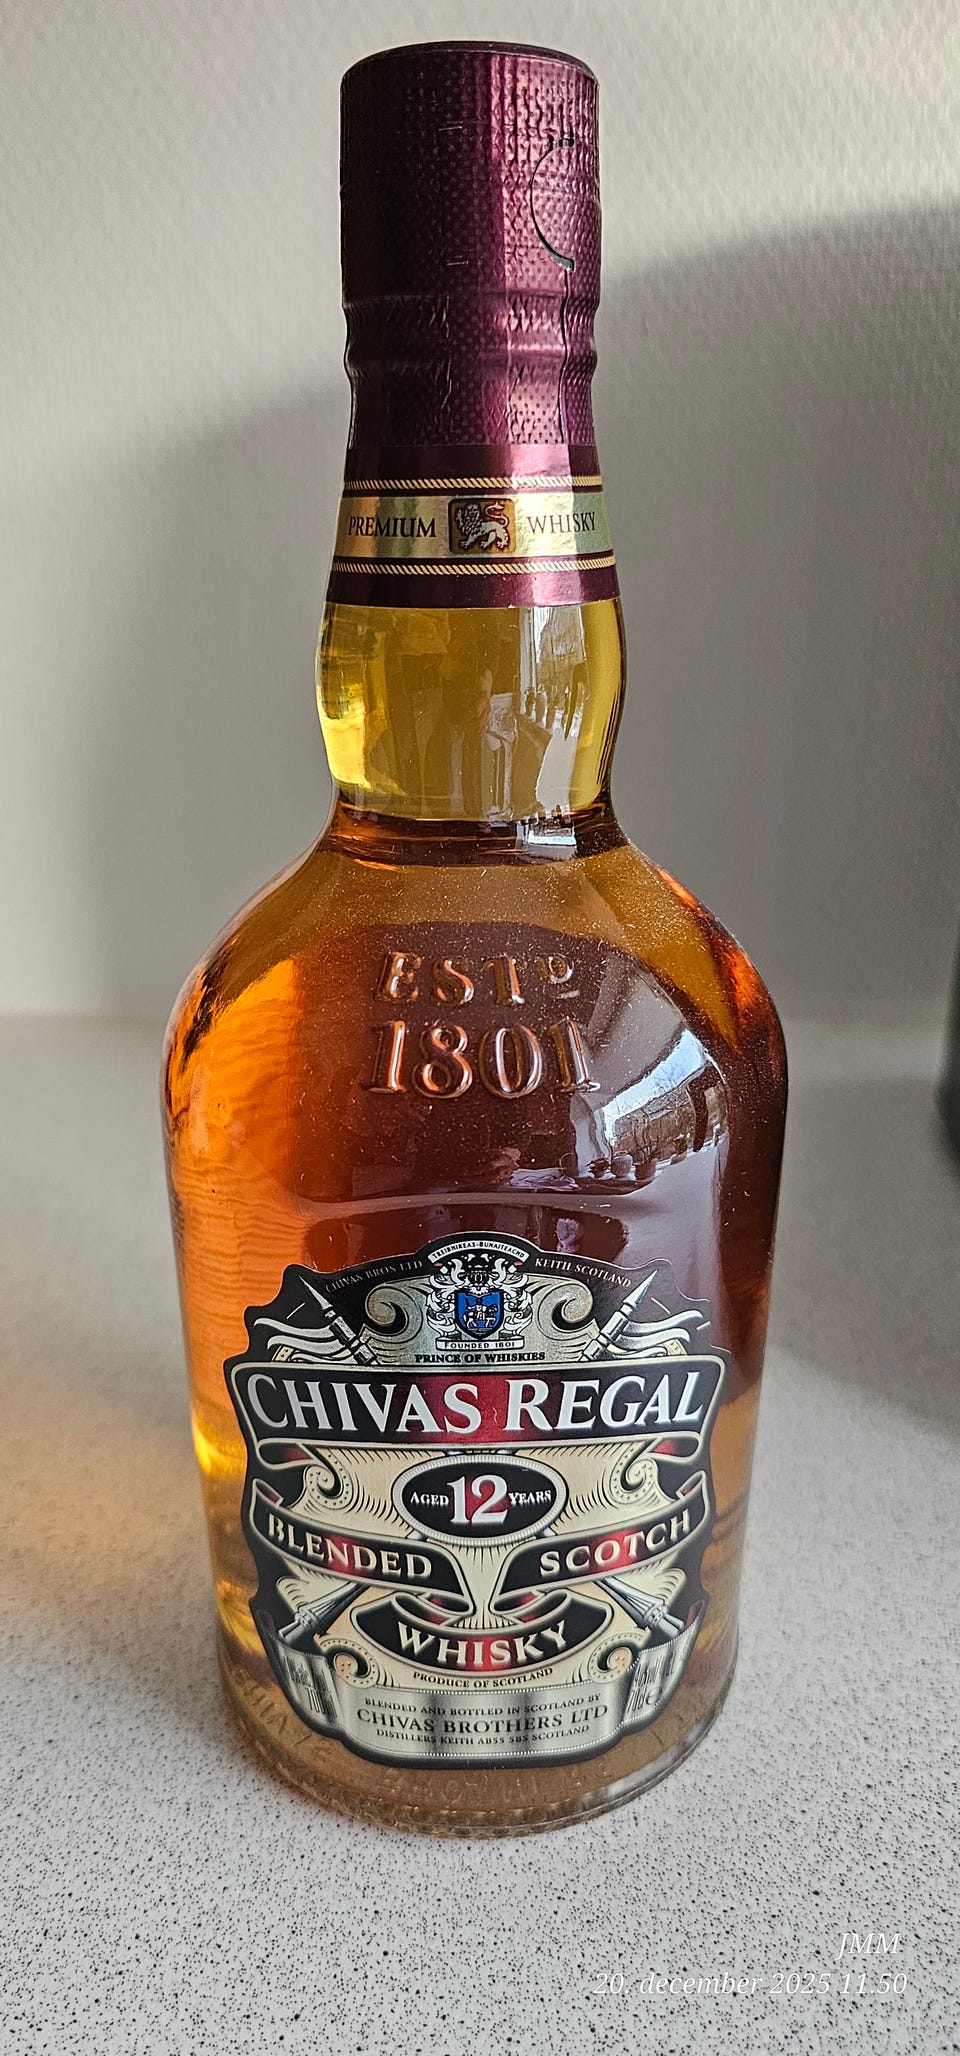 PREMIUM WHISKY
ESTD
1801
TREIBHIREAS-BUNAITEACHD
CHIVAS BROS LTD KEITH SCOTLAND
FOUNDED 1801
PRINCE OF WHISKIES
CHIVAS REGAL
AGED 12 YEARS
BLENDED SCOTCH
WHISKY
PRODUCE OF SCOTLAND
BLENDED AND BOTTLED IN SCOTLAND BY
CHIVAS BROTHERS LTD
DISTILLERS KEITH AB55 5BS SCOTLAND
JMM
20. december 2025 11.50